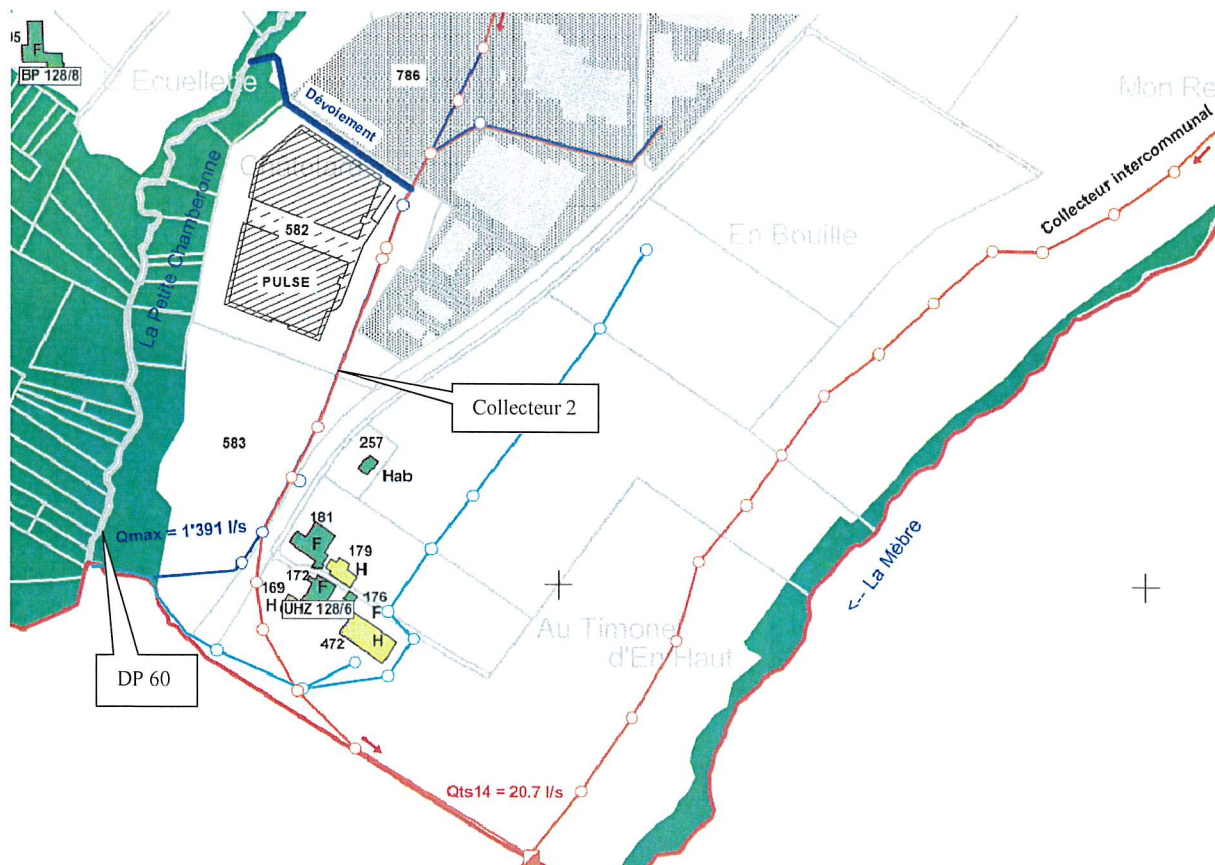 05
F
BP 128/8
L'Ecuellette
786
Mon Re
Dévoiement
Collecteur intercommunal
La Petite Chamberonne
582
PULSE
En Bouille
Collecteur 2
583
257
Hab
Qmax = 1'391 l/s
181
F
179
H
172
F
169
H
UHZ 128/6
176
F
472
H
<--- La Mèbre
Au Timone
d'En Haut
DP 60
Qts14 = 20.7 l/s